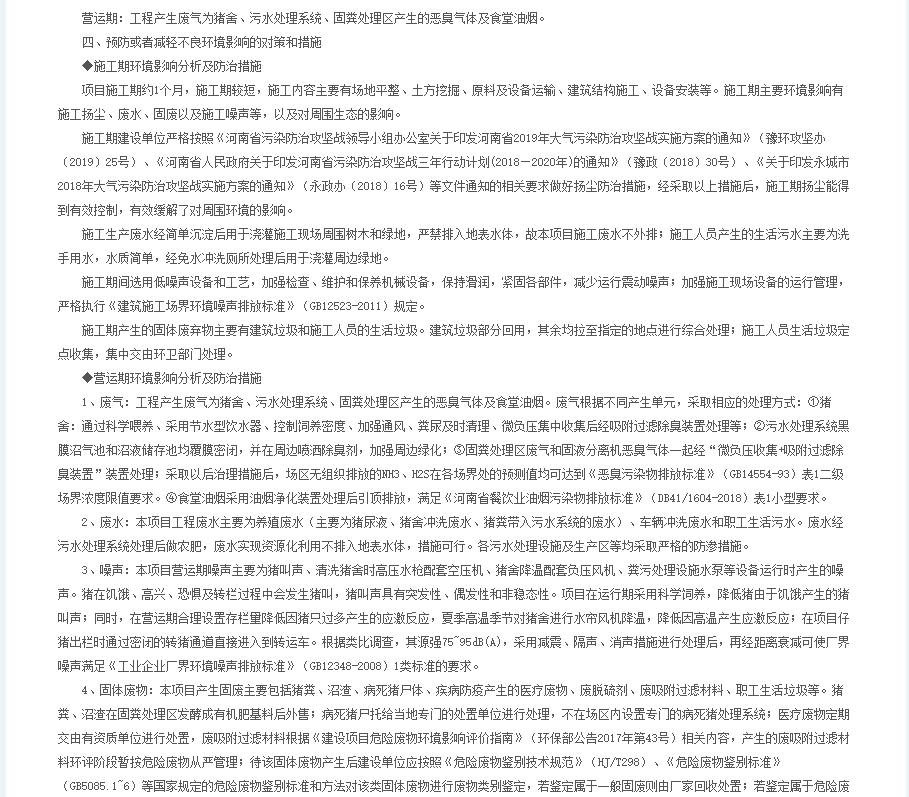 营运期：工程产生废气为猪舍、污水处理系统、固粪处理区产生的恶臭气体及食堂油烟。
四、预防或者减轻不良环境影响的对策和措施
◆施工期环境影响分析及防治措施
项目施工期约1个月，施工期较短，施工内容主要有场地平整、土方挖掘、原料及设备运输、建筑结构施工、设备安装等。施工期主要环境影响有
施工扬尘、废水、固废以及施工噪声等，以及对周围生态的影响。
施工期建设单位严格按照《河南省污染防治攻坚战领导小组办公室关于印发河南省2019年大气污染防治攻坚战实施方案的通知》（豫环攻坚办
（2019）25号）、《河南省人民政府关于印发河南省污染防治攻坚战三年行动计划(2018—2020年)的通知》（豫政（2018）30号）、《关于印发永城市
2018年大气污染防治攻坚战实施方案的通知》（永政办（2018）16号）等文件通知的相关要求做好扬尘防治措施，经采取以上措施后，施工期扬尘能得
到有效控制，有效缓解了对周围环境的影响。
施工生产废水经简单沉淀后用于浇灌施工现场周围树木和绿地，严禁排入地表水体，故本项目施工废水不外排；施工人员产生的生活污水主要为洗
手用水，水质简单，经免水冲洗厕所处理后用于浇灌周边绿地。
施工期间选用低噪声设备和工艺，加强检查、维护和保养机械设备，保持滑润，紧固各部件，减少运行震动噪声；加强施工现场设备的运行管理，
严格执行《建筑施工场界环境噪声排放标准》（GB12523-2011）规定。
施工期产生的固体废弃物主要有建筑垃圾和施工人员的生活垃圾。建筑垃圾部分回用，其余均拉至指定的地点进行综合处理；施工人员生活垃圾定
点收集，集中交由环卫部门处理。
◆营运期环境影响分析及防治措施
1、废气：工程产生废气为猪舍、污水处理系统、固粪处理区产生的恶臭气体及食堂油烟。废气根据不同产生单元，采取相应的处理方式：①猪
舍：通过科学喂养、采用节水型饮水器、控制饲养密度、加强通风、粪尿及时清理、微负压集中收集后经吸附过滤除臭装置处理等；②污水处理系统黑
膜沼气池和沼液储存池均覆膜密闭，并在周边喷洒除臭剂，加强周边绿化；③固粪处理区废气和固液分离机恶臭气体一起经“微负压收集+吸附过滤除
臭装置”装置处理；采取以后治理措施后，场区无组织排放的NH3、H2S在各场界处的预测值均可达到《恶臭污染物排放标准》（GB14554-93）表1二级
场界浓度限值要求。④食堂油烟采用油烟净化装置处理后引顶排放，满足《河南省餐饮业油烟污染物排放标准》（DB41/1604-2018）表1小型要求。
2、废水：本项目工程废水主要为养殖废水（主要为猪尿液、猪舍冲洗废水、猪粪带入污水系统的废水）、车辆冲洗废水和职工生活污水。废水经
污水处理系统处理后做农肥，废水实现资源化利用不排入地表水体，措施可行。各污水处理设施及生产区等均采取严格的防渗措施。
3、噪声：本项目营运期噪声主要为猪叫声、清洗猪舍时高压水枪配套空压机、猪舍降温配套负压风机、粪污处理设施水泵等设备运行时产生的噪
声。猪在饥饿、高兴、恐惧及转栏过程中会发生猪叫，猪叫声具有突发性、偶发性和非稳态性。项目在运行期采用科学饲养，降低猪由于饥饿产生的猪
叫声；同时，在营运期合理设置存栏量降低因猪只过多产生的应激反应，夏季高温季节对猪舍进行水帘风机降温，降低因高温产生应激反应；在项目仔
猪出栏时通过密闭的转猪通道直接进入到转运车。根据类比调查，其源强75~95dB(A)，采用减震、隔声、消声措施进行处理后，再经距离衰减可使厂界
噪声满足《工业企业厂界环境噪声排放标准》（GB12348-2008）1类标准的要求。
4、固体废物：本项目产生固废主要包括猪粪、沼渣、病死猪尸体、疾病防疫产生的医疗废物、废脱硫剂、废吸附过滤材料、职工生活垃圾等。猪
粪、沼渣在固粪处理区发酵成有机肥基料后外售；病死猪尸托给当地专门的处置单位进行处理，不在场区内设置专门的病死猪处理系统；医疗废物定期
交由有资质单位进行处置，废吸附过滤材料根据《建设项目危险废物环境影响评价指南》（环保部公告2017年第43号）相关内容，产生的废吸附过滤材
料环评阶段暂按危险废物从严管理；待该固体废物产生后建设单位应按照《危险废物鉴别技术规范》（HJ/T298）、《危险废物鉴别标准》
（GB5085.1~6）等国家规定的危险废物鉴别标准和方法对该类固体废物进行废物类别鉴定，若鉴定属于一般固废则由厂家回收处置；若鉴定属于危险废